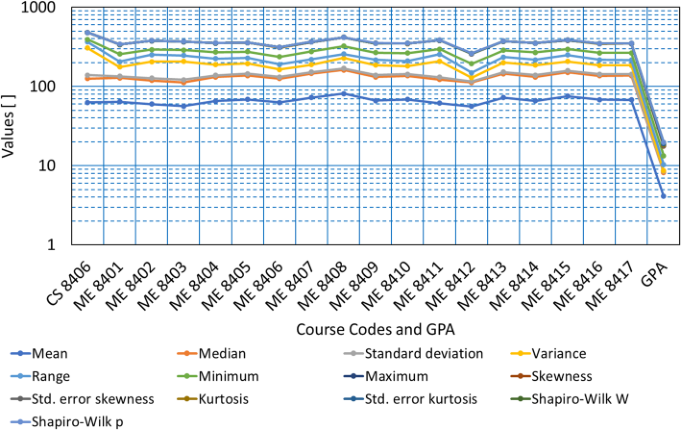 1000
100
10
1
Values [ ]
CS 8406
ME 8401
ME 8402
ME 8403
ME 8404
ME 8405
ME 8406
ME 8407
ME 8408
ME 8409
ME 8410
ME 8411
ME 8412
ME 8413
ME 8414
ME 8415
ME 8416
ME 8417
GPA
Course Codes and GPA
Mean Median Standard deviation Variance
Range Minimum Maximum Skewness
Std. error skewness Kurtosis Std. error kurtosis Shapiro-Wilk W
Shapiro-Wilk p